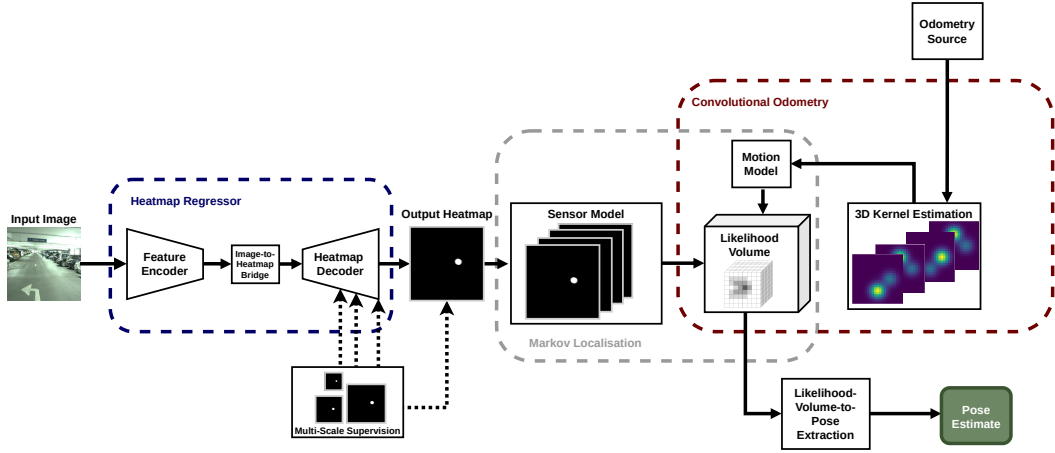 Odometry
Source
Convolutional Odometry
Motion
Model
Heatmap Regressor
Input Image
Output Heatmap
Sensor Model
3D Kernel Estimation
Feature
Encoder
Image-to-
Heatmap
Bridge
Heatmap
Decoder
Likelihood
Volume
Markov Localisation
Multi-Scale Supervision
Likelihood-
Volume-to-
Pose
Extraction
Pose
Estimate